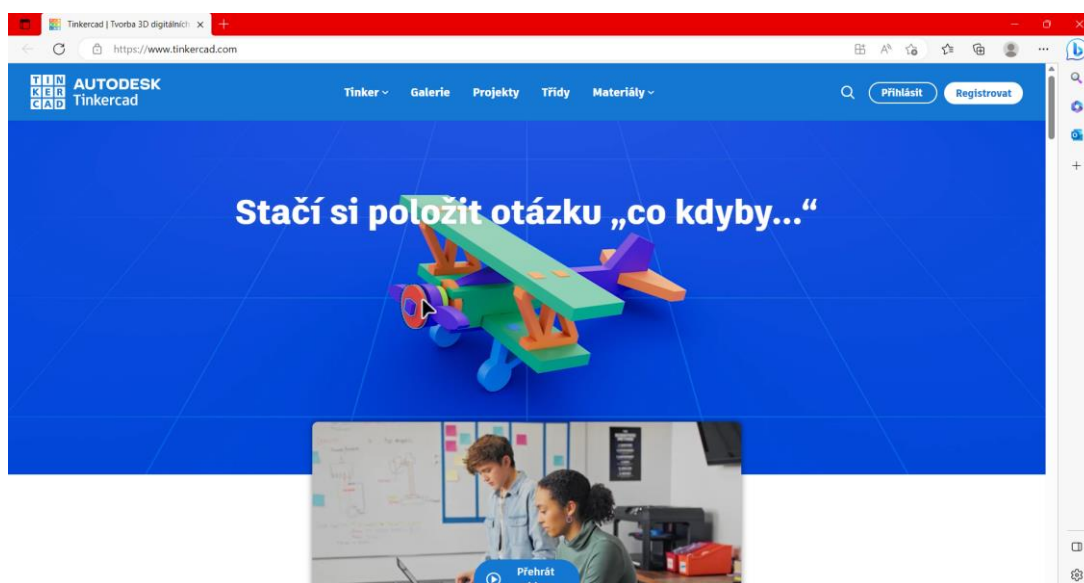 Tinkercad | Tvorba 3D digitálních
https://www.tinkercad.com
TIN
KER
CAD
AUTODESK
Tinkercad
Tinker
Galerie
Projekty
Třídy
Materiály
Přihlásit
Registrovat
Stačí si položit otázku „co kdyby...“
Přehrát